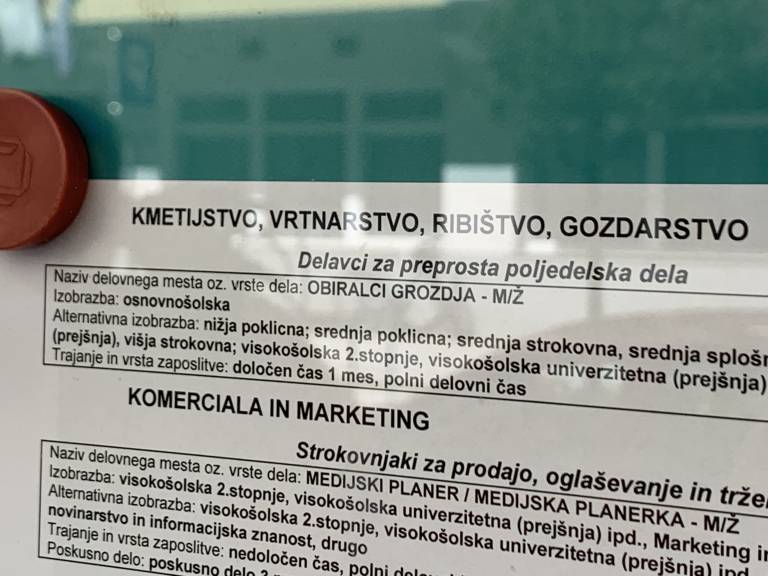 KMETIJSTVO, VRTNARSTVO, RIBIŠTVO, GOZDARSTVO
Delavci za preprosta poljedelska dela
Naziv delovnega mesta oz. vrste dela: OBIRALCI GROZDJA - M/Ž
Izobrazba: osnovnošolska
Alternativna izobrazba: nižja poklicna; srednja poklicna; srednja strokovna, srednja splošn
(prejšnja), višja strokovna; visokošolska 2.stopnje, visokošolska univerzitetna (prejšnja)
Trajanje in vrsta zaposlitve: določen čas 1 mes, polni delovni čas
KOMERCIALA IN MARKETING
Strokovnjaki za prodajo, oglaševanje in trže
Naziv delovnega mesta oz. vrste dela: MEDIJSKI PLANER / MEDIJSKA PLANERKA - M/Ž
Izobrazba: visokošolska 2.stopnje, visokošolska univerzitetna (prejšnja) ipd., Marketing in
Alternativna izobrazba: visokošolska 2.stopnje, visokošolska univerzitetna (prejšnja) ipd
novinarstvo in informacijska znanost, drugo
Trajanje in vrsta zaposlitve: nedoločen čas, polni
Poskusno delo: poskusno delo